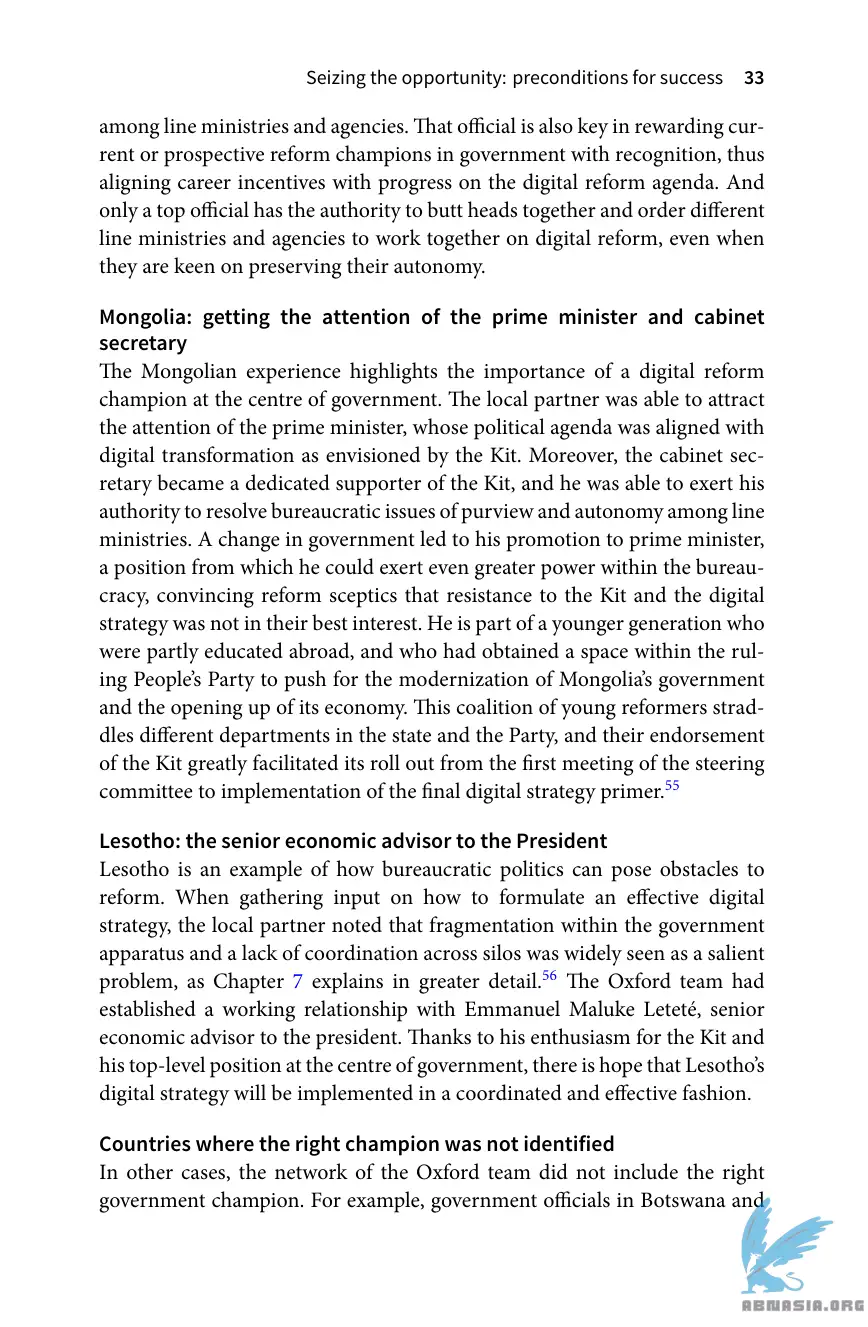 Seizing the opportunity: preconditions for success 33
among line ministries and agencies. That official is also key in rewarding cur-
rent or prospective reform champions in government with recognition, thus
aligning career incentives with progress on the digital reform agenda. And
only a top official has the authority to butt heads together and order different
line ministries and agencies to work together on digital reform, even when
they are keen on preserving their autonomy.
Mongolia: getting the attention of the prime minister and cabinet
secretary
The Mongolian experience highlights the importance of a digital reform
champion at the centre of government. The local partner was able to attract
the attention of the prime minister, whose political agenda was aligned with
digital transformation as envisioned by the Kit. Moreover, the cabinet sec-
retary became a dedicated supporter of the Kit, and he was able to exert his
authority to resolve bureaucratic issues of purview and autonomy among line
ministries. A change in government led to his promotion to prime minister,
a position from which he could exert even greater power within the bureau-
cracy, convincing reform sceptics that resistance to the Kit and the digital
strategy was not in their best interest. He is part of a younger generation who
were partly educated abroad, and who had obtained a space within the rul-
ing People's Party to push for the modernization of Mongolia's government
and the opening up of its economy. This coalition of young reformers strad-
dles different departments in the state and the Party, and their endorsement
of the Kit greatly facilitated its roll out from the first meeting of the steering
committee to implementation of the final digital strategy primer.55
Lesotho: the senior economic advisor to the President
Lesotho is an example of how bureaucratic politics can pose obstacles to
reform. When gathering input on how to formulate an effective digital
strategy, the local partner noted that fragmentation within the government
apparatus and a lack of coordination across silos was widely seen as a salient
problem, as Chapter 7 explains in greater detail.56 The Oxford team had
established a working relationship with Emmanuel Maluke Leteté, senior
economic advisor to the president. Thanks to his enthusiasm for the Kit and
his top-level position at the centre of government, there is hope that Lesotho's
digital strategy will be implemented in a coordinated and effective fashion.
Countries where the right champion was not identified
In other cases, the network of the Oxford team did not include the right
government champion. For example, government officials in Botswana and
ABNASIA.ORG